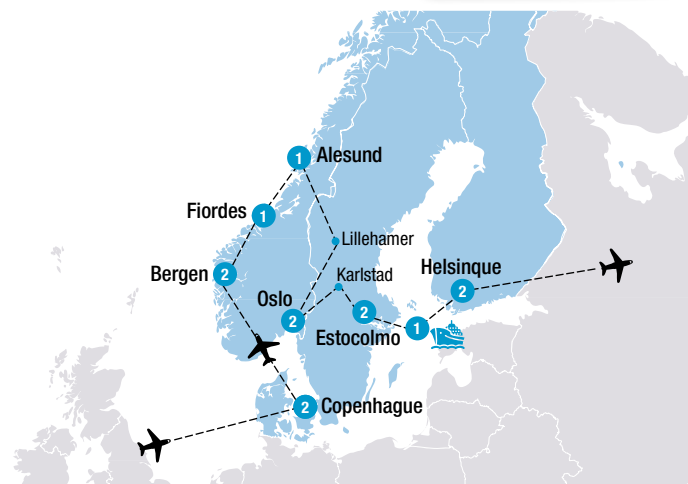 1 Alesund
Fiordes 1
Lillehamer
Bergen 2
Karlstad
Helsinque
2
Oslo
2
2
Estocolmo 1
2 Copenhague